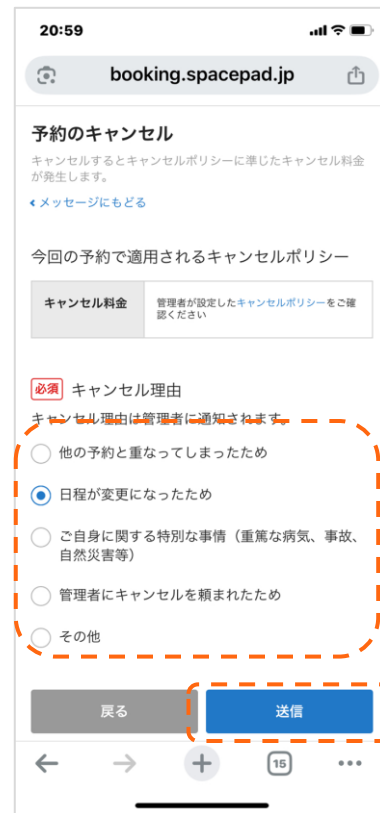 20:59
booking.spacepad.jp
予約のキャンセル
キャンセルするとキャンセルポリシーに準じたキャンセル料金
が発生します。
メッセージにもどる
今回の予約で適用されるキャンセルポリシー
キャンセル料金
管理者が設定したキャンセルポリシーをご確
認ください
必須 キャンセル理由
キャンセル理由は管理者に通知されます。
他の予約と重なってしまったため
日程が変更になったため
ご自身に関する特別な事情（重篤な病気、事故、
自然災害等）
管理者にキャンセルを頼まれたため
その他
戻る
送信
15